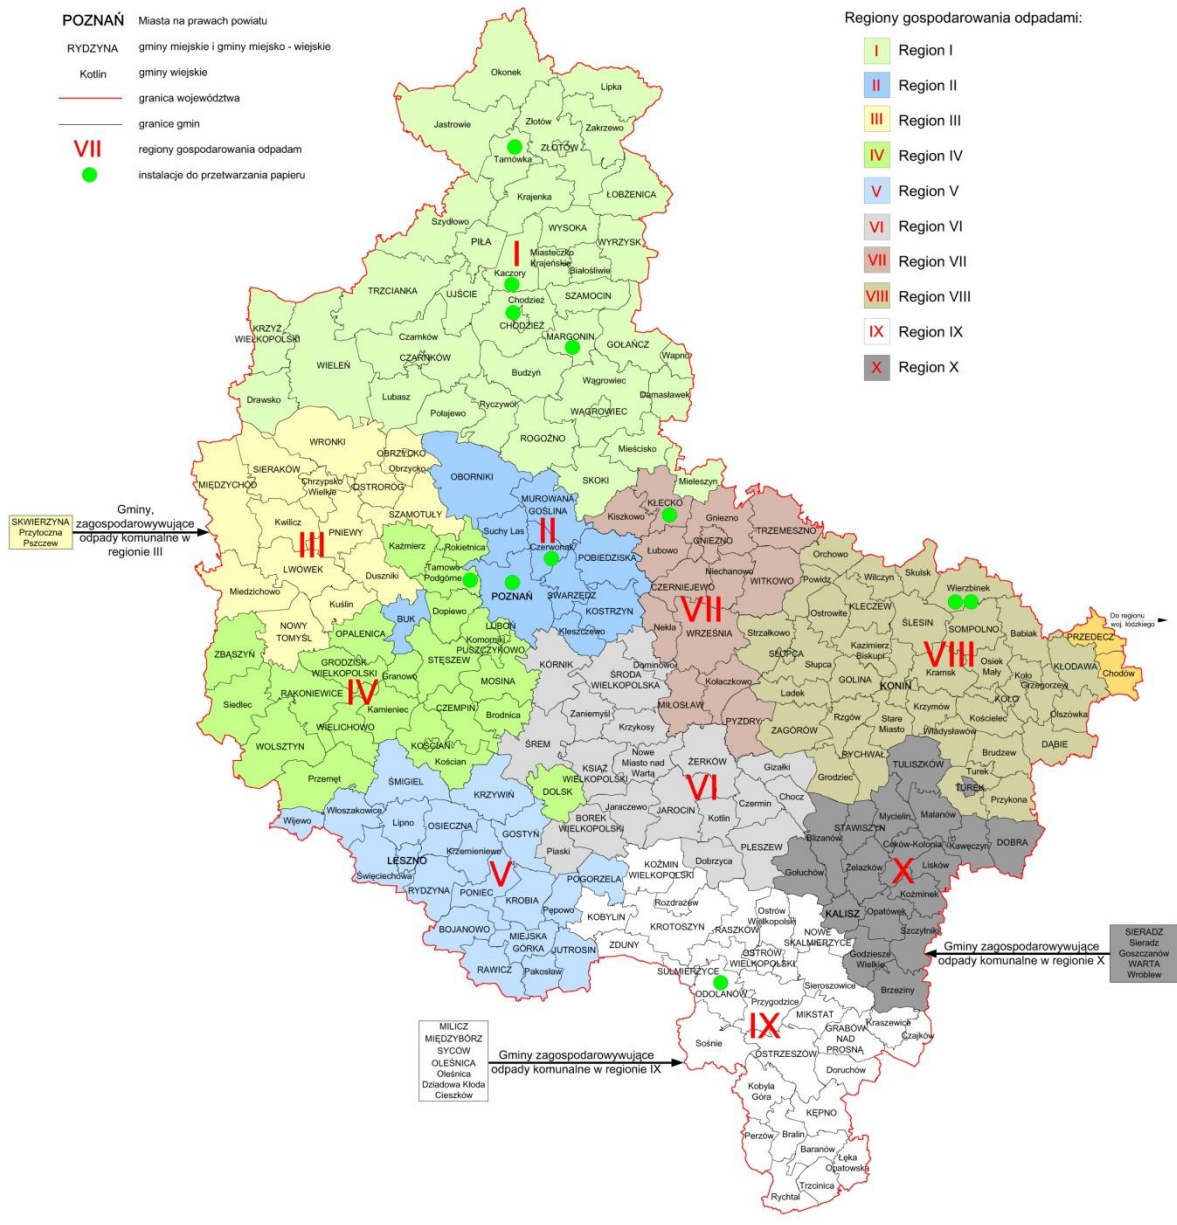 POZNAŃ Miasta na prawach powiatu
RYDZYNA gminy miejskie i gminy miejsko - wiejskie
Kotlin gminy wiejskie
granica województwa
granice gmin
VII regiony gospodarowania odpadam
instalacje do przetwarzania papieru
Regiony gospodarowania odpadami:
I Region I
II Region II
III Region III
IV Region IV
V Region V
VI Region VI
VII Region VII
VIII Region VIII
IX Region IX
X Region X
Okonek
Lipka
Jastrowie
Złotów
Zakrzewo
ZŁOTÓW
Tarnówka
Krajenka
ŁOBŻENICA
Szydłowo
WYSOKA
PIŁA
WYRZYSK
I
Miasteczko
Krajeńskie
Kaczory
Białośliwie
TRZCIANKA
UJŚCIE
Chodzież
SZAMOCIN
CHODZIEŻ
KRZYŻ
WIELKOPOLSKI
MARGONIN
GOŁAŃCZ
Wapno
Czarnków
CZARNKÓW
WIELEŃ
Budzyń
Wągrowiec
Damasławek
Drawsko
Lubasz
Ryczywół
Połajewo
WĄGROWIEC
ROGOŹNO
Mieścisko
SKOKI
Mieleszyn
WRONKI
OBRZYCKO
Obrzycko
SIERAKÓW
MIĘDZYCHÓD
Chrzypsko
Wielkie
OSTRORÓG
SZAMOTUŁY
Kwilicz
PNIEWY
III
LWÓWEK
Duszniki
Miedzichowo
Kuślin
NOWY
TOMYŚL
OBORNIKI
MUROWANA
GOŚLINA
II
Suchy Las
Czerwonak
POBIEDZISKA
POZNAŃ
SWARZĘDZ
KOSTRZYN
Kleszczewo
BUK
Kaźmierz
Rokietnica
Tarnowo
Podgórne
Dopiewo
LUBOŃ
Komorniki
PUSZCZYKOWO
OPALENICA
ZBĄSZYŃ
GRODZISK
WIELKOPOLSKI
STĘSZEW
Granowo
MOSINA
Siedlec
RAKONIEWICE
IV
Kamieniec
CZEMPIŃ
Brodnica
WIELICHOWO
WOLSZTYN
KOŚCIAN
Kościan
Przemęt
DOLSK
KŁECKO
Kiszkowo
Gniezno
TRZEMESZNO
GNIEZNO
Łubowo
Niechanowo
CZERNIEJEWO
WITKOWO
VII
Nekla
WRZEŚNIA
Kołaczkowo
MIŁOSŁAW
PYZDRY
Orchowo
Skulsk
Wilczyn
Powidz
Wierzbinek
Ostrowite
KLECZEW
ŚLESIN
SOMPOLNO
Babiak
Strzałkowo
SŁUPCA
Słupca
Kazimierz
Biskupi
VIII
PRZEDECZ
KŁODAWA
Chodów
Kramsk
Osiek
Mały
Koło
Grzegorzew
GOLINA
KONIN
KOŁO
Lądek
Olszówka
Rzgów
Krzymów
Stare
Miasto
Kościelec
Władysławów
ZAGÓRÓW
DĄBIE
RYCHWAŁ
Brudzew
Turek
TUREK
Przykona
Grodziec
KÓRNIK
Dominowo
ŚRODA
WIELKOPOLSKA
Zaniemyśl
Krzykosy
ŚREM
Nowe
Miasto nad
Wartą
ŻERKÓW
Gizałki
KSIĄŻ
WIELKOPOLSKI
VI
Chocz
Czermin
Jaraczewo
JAROCIN
Kotlin
BOREK
WIELKOPOLSKI
PLESZEW
Piaski
Dobrzyca
ŚMIGIEL
KRZYWIŃ
Wijewo
Włoszakowice
Lipno
OSIECZNA
GOSTYŃ
LESZNO
Krzemieniewo
V
Święciechowa
RYDZYNA
PONIEC
KROBIA
POGORZELA
Pępowo
BOJANOWO
MIEJSKA
GÓRKA
JUTROSIN
RAWICZ
Pakosław
TULISZKÓW
Mycielin
Malanów
STAWISZYN
Blizanów
Ceków-Kolonia
Kawęczyn
DOBRA
Gołuchów
Żelazków
X
Lisków
Koźminek
KALISZ
Opatówek
Szczytniki
Godziesze
Wielkie
Brzeziny
KOŹMIN
WIELKOPOLSKI
Rozdrażew
KOBYLIN
KROTOSZYN
Ostrów
Wielkopolski
RASZKÓW
NOWE
SKALMIERZYCE
ZDUNY
OSTRÓW
WIELKOPOLSKI
SULMIERZYCE
Sieroszowice
ODOLANÓW
Przygodzice
MIKSTAT
IX
Kraszewice
Czajków
GRABÓW
NAD
PROSNĄ
Sośnie
OSTRZESZÓW
Doruchów
Kobyla
Góra
KĘPNO
Perzów
Bralin
Baranów
Łęka
Opatowska
Trzcinica
Rychtal
SKWIERZYNA
Przytoczna
Pszczew
Gminy,
zagospodarowywujące
odpady komunalne w
regionie III
Do regionu
woj. łódzkiego
Gminy zagospodarowywujące
odpady komunalne w regionie X
SIERADZ
Sieradz
Goszczanów
WARTA
Wróblew
MILICZ
MIĘDZYBÓRZ
SYCÓW
OLEŚNICA
Oleśnica
Dziadowa Kłoda
Cieszków
Gminy zagospodarowywujące
odpady komunalne w regionie IX